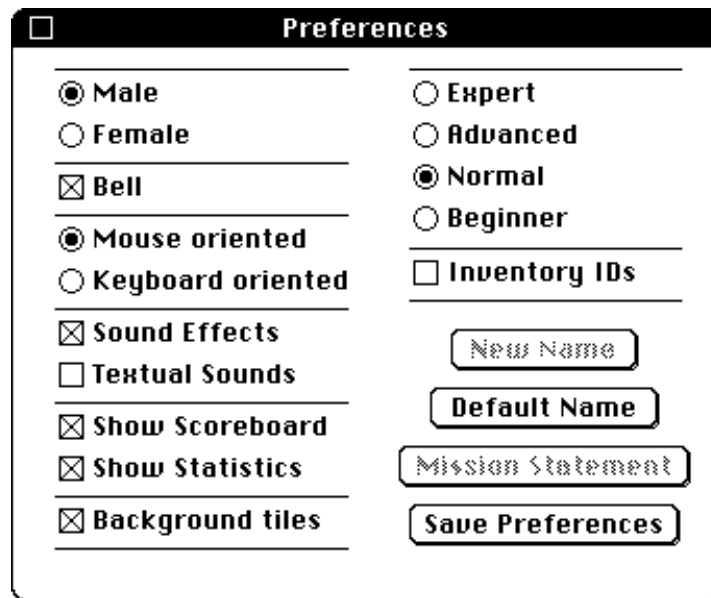 Preferences
Male
Female
Bell
Mouse oriented
Keyboard oriented
Sound Effects
Textual Sounds
Show Scoreboard
Show Statistics
Background tiles
Expert
Advanced
Normal
Beginner
Inventory IDs
New Name
Default Name
Mission Statement
Save Preferences